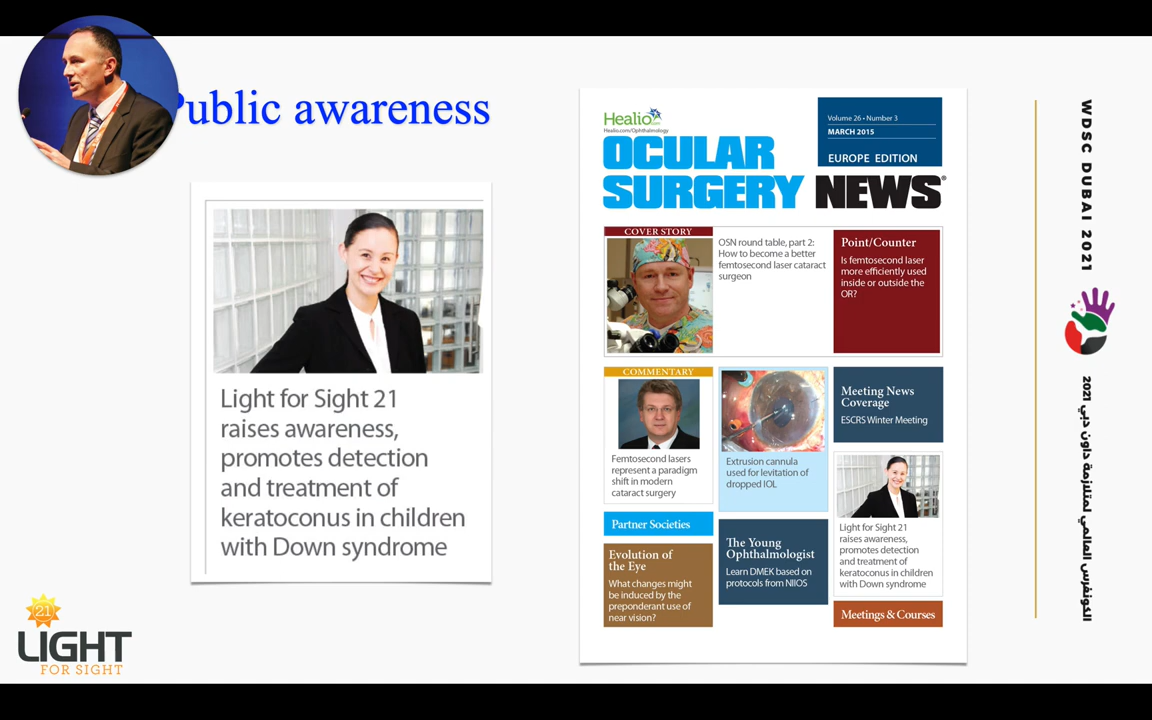 Public awareness
Light for Sight 21
raises awareness,
promotes detection
and treatment of
keratoconus in children
with Down syndrome
21
LIGHT
FOR SIGHT
Healio
Healio.com/Ophthalmology
OCULAR
SURGERY NEWS®
Volume 26 • Number 3
MARCH 2015
EUROPE EDITION
COVER STORY
OSN round table, part 2:
How to become a better
femtosecond laser cataract
surgeon
Point/Counter
Is femtosecond laser
more efficiently used
inside or outside the
OR?
COMMENTARY
Femtosecond lasers
represent a paradigm
shift in modern
cataract surgery
Extrusion cannula
used for levitation of
dropped IOL
Meeting News
Coverage
ESCRS Winter Meeting
Light for Sight 21
raises awareness,
promotes detection
and treatment of
keratoconus in children
with Down syndrome
Partner Societies
Evolution of
the Eye
What changes might
be induced by the
preponderant use of
near vision?
The Young
Ophthalmologist
Learn DMEK based on
protocols from NIIOS
Meetings & Courses
WDSC DUBAI 2021
الكونفرس العالمي لمتلازمة داون دبي 2021